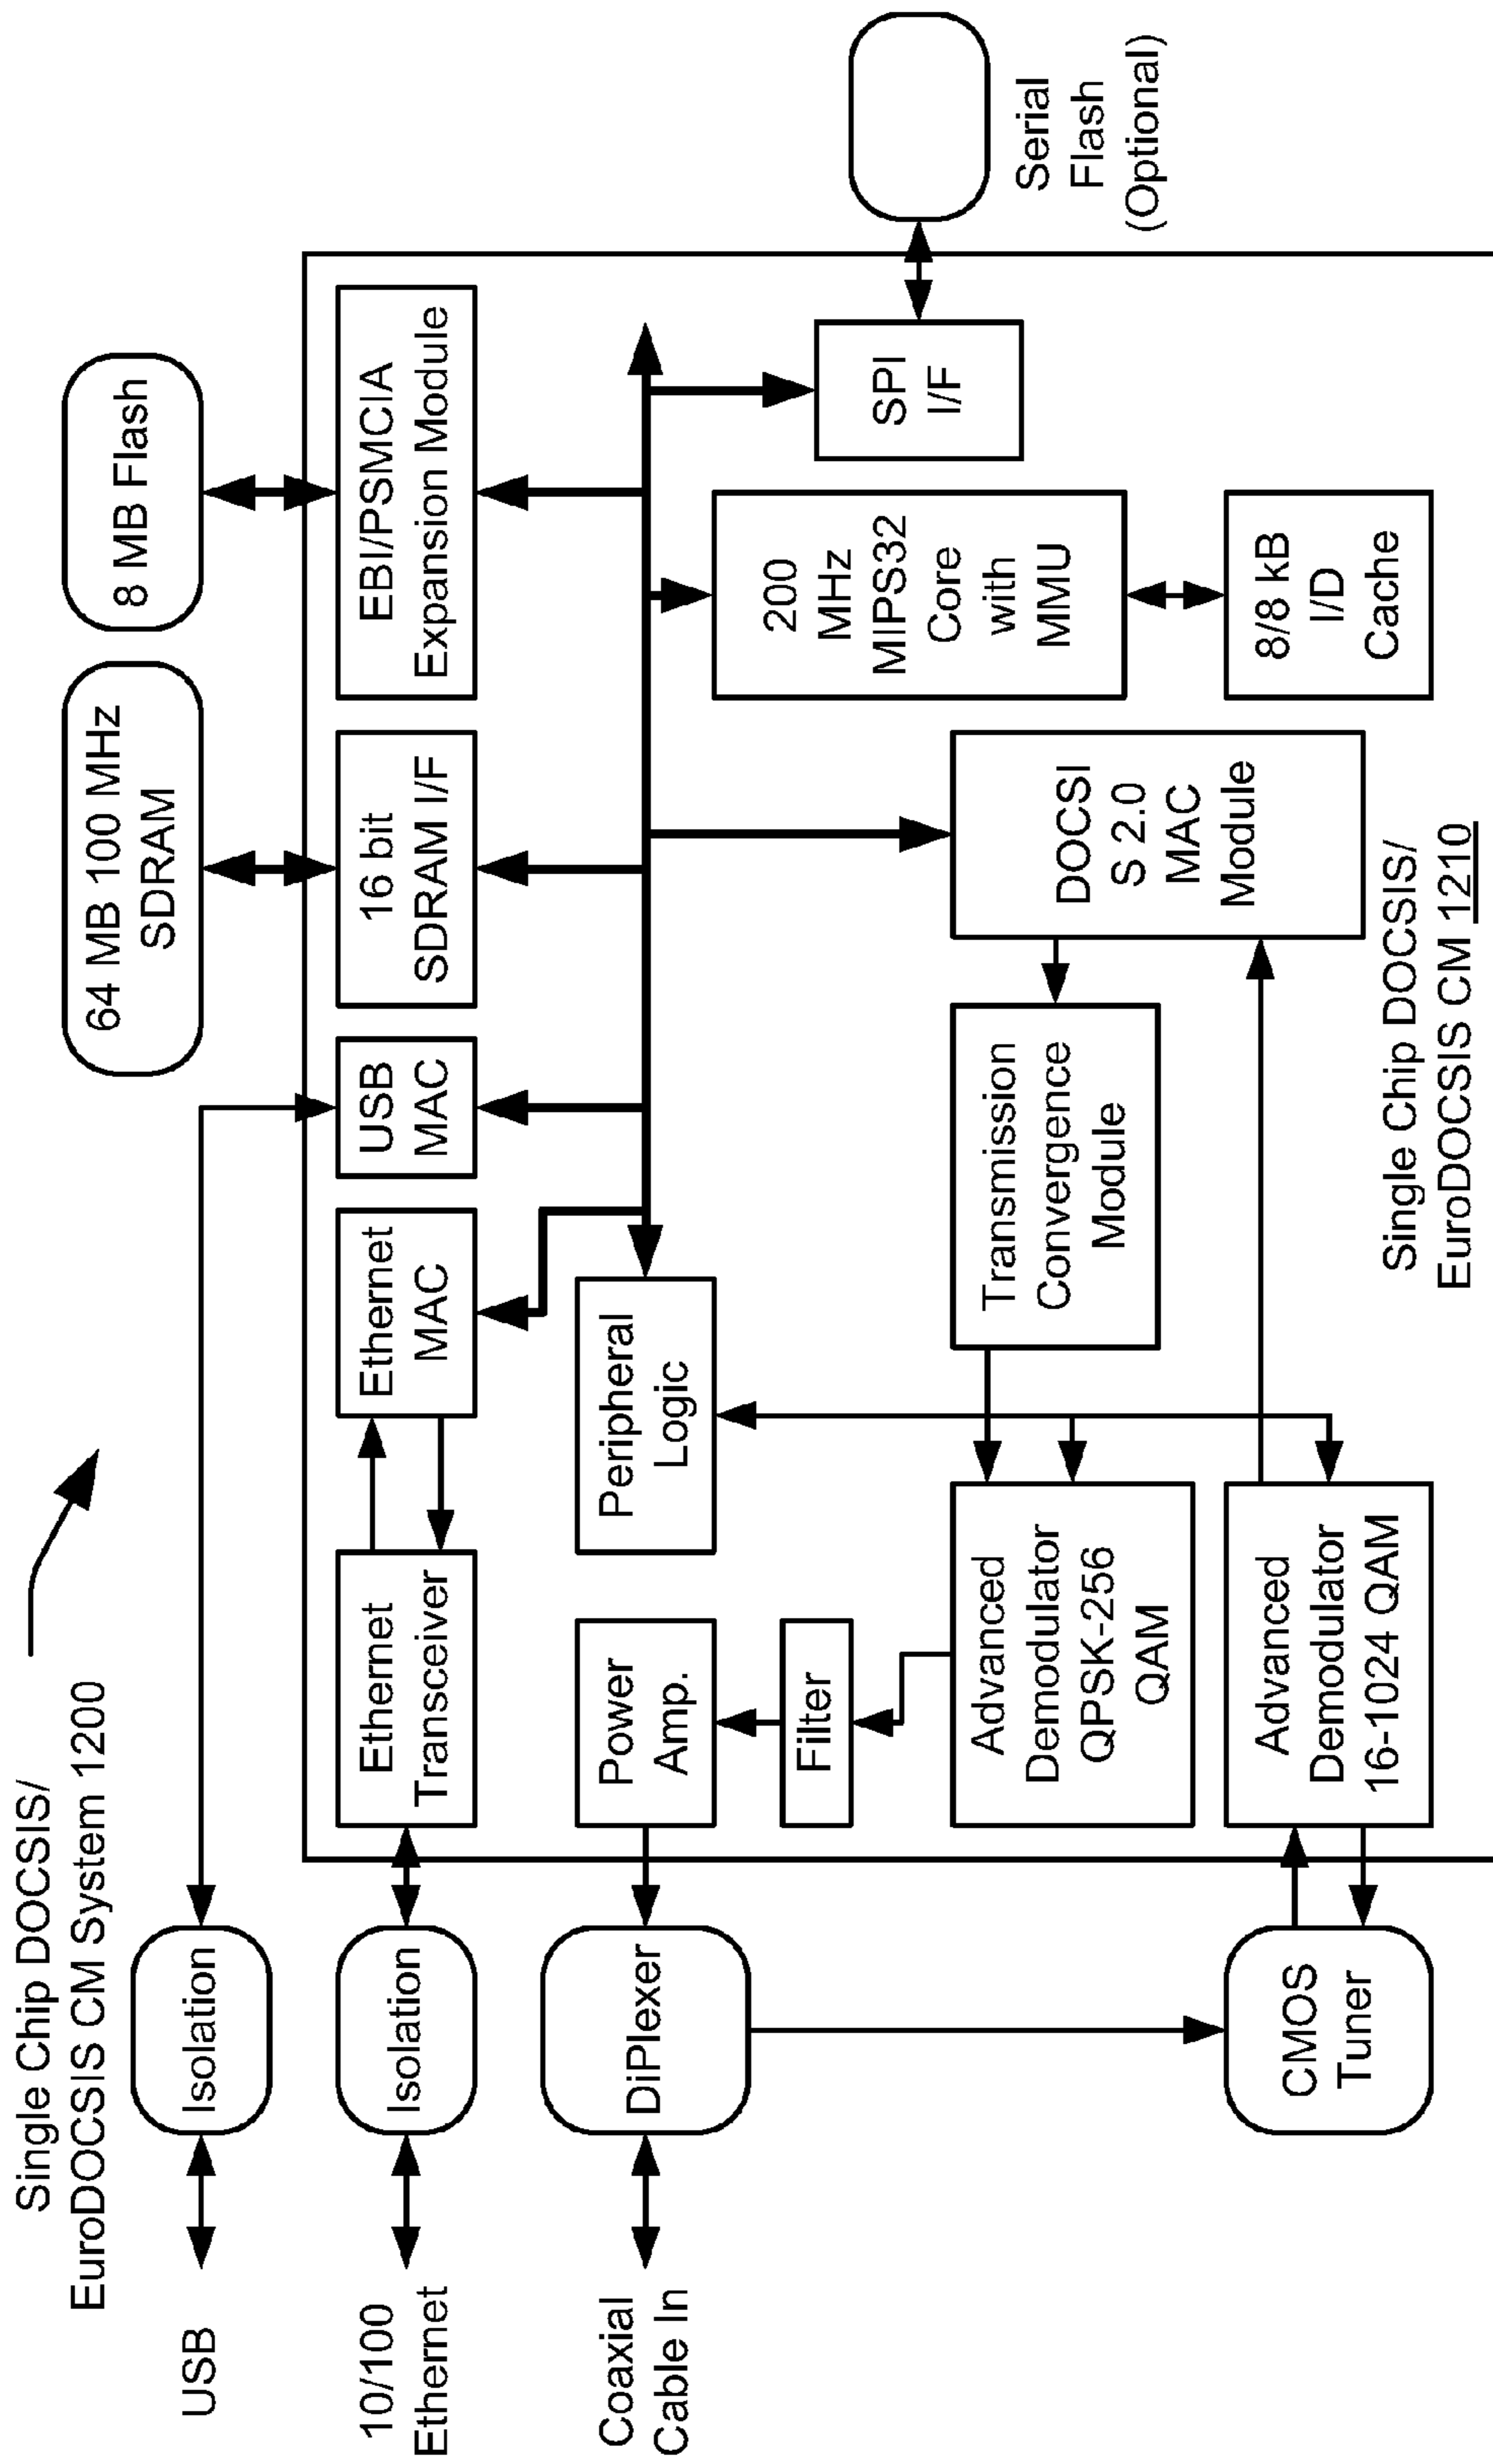 Single Chip DOCSIS/
EuroDOCSIS CM System 1200
USB
Isolation
64 MB 100 MHz
SDRAM
8 MB Flash
10/100
Ethernet
Isolation
Ethernet
Transceiver
Ethernet
MAC
USB
MAC
16 bit
SDRAM I/F
EBI/PSMCIA
Expansion Module
Coaxial
Cable In
DiPlexer
Power
Amp.
Filter
Peripheral
Logic
200
MHz
MIPS32
Core
with
MMU
SPI
I/F
Serial
Flash
(Optional)
Advanced
Demodulator
QPSK-256
QAM
Transmission
Convergence
Module
DOCSI
S 2.0
MAC
Module
8/8 kB
I/D
Cache
CMOS
Tuner
Advanced
Demodulator
16-1024 QAM
Single Chip DOCSIS/
EuroDOCSIS CM 1210